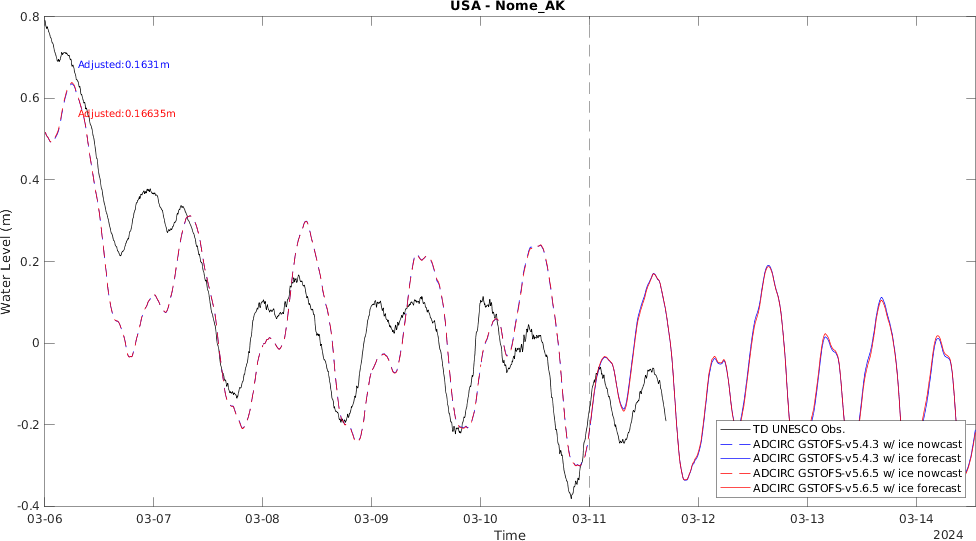 USA - Nome_AK
0.8
0.6
0.4
0.2
0
-0.2
-0.4
Water Level (m)
Adjusted:0.1631m
Adjusted:0.16635m
TD UNESCO Obs.
ADCIRC GSTOFS-v5.4.3 w/ ice nowcast
ADCIRC GSTOFS-v5.4.3 w/ ice forecast
ADCIRC GSTOFS-v5.6.5 w/ ice nowcast
ADCIRC GSTOFS-v5.6.5 w/ ice forecast
03-06 03-07 03-08 03-09 03-10 03-11 03-12 03-13 03-14
Time
2024